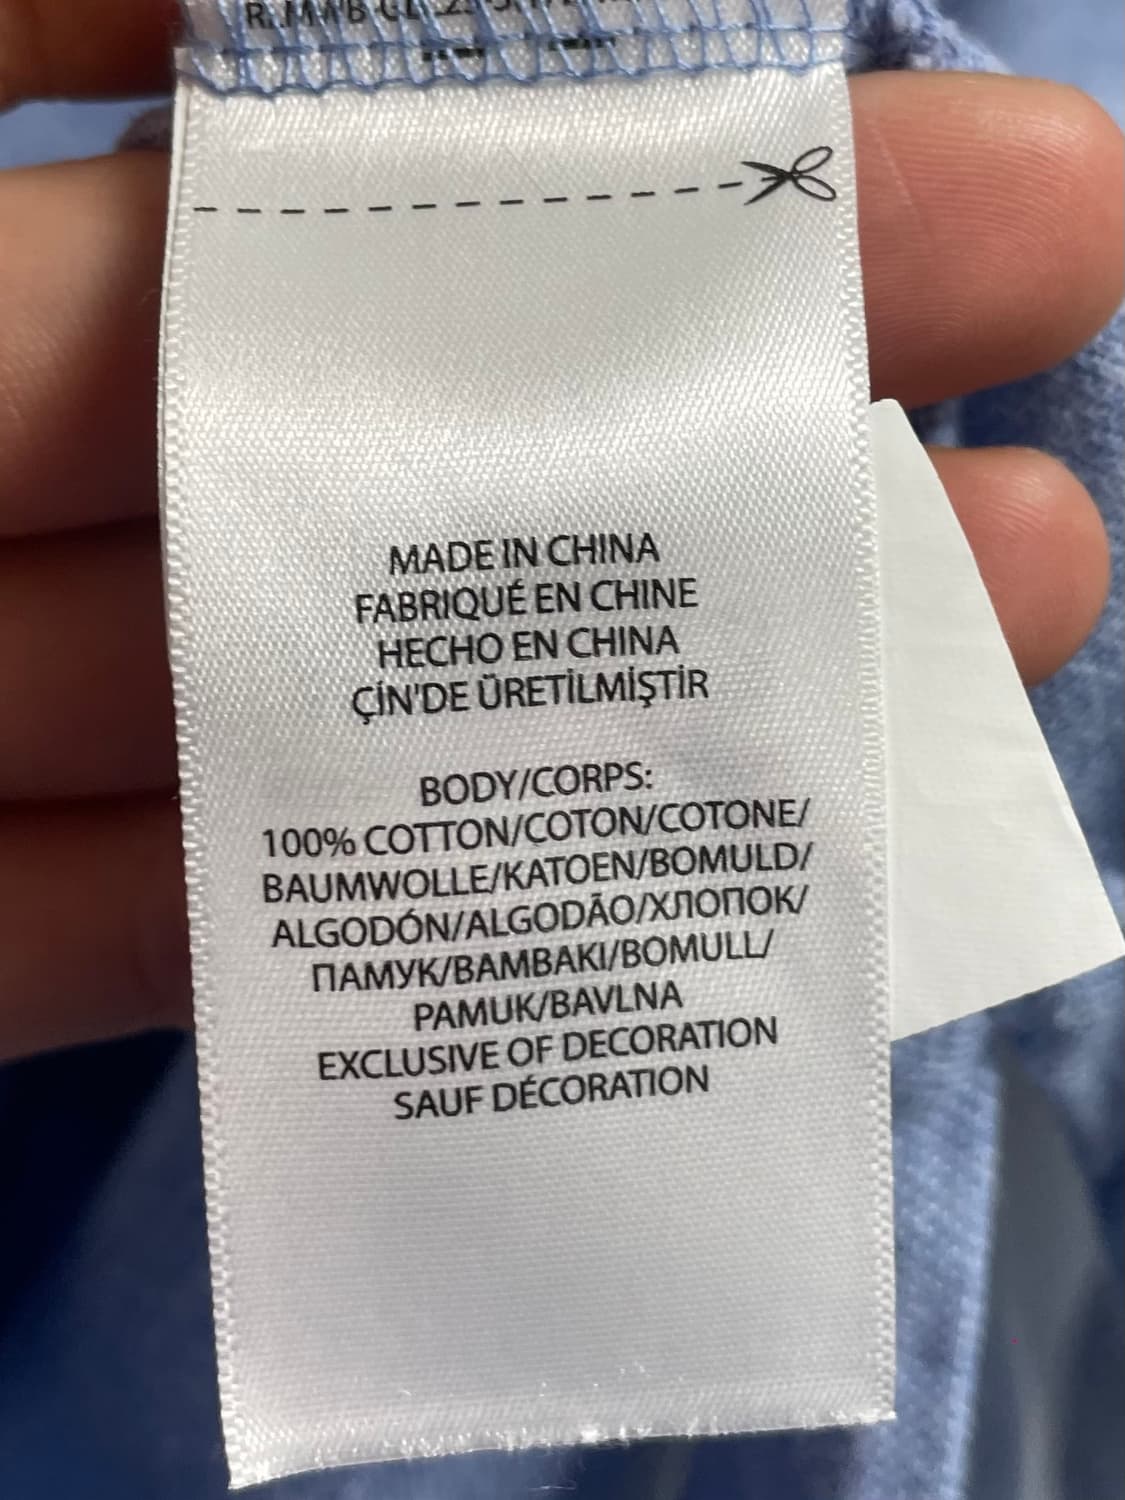 MADE IN CHINA
FABRIQUÉ EN CHINE
HECHO EN CHINA
ÇİN'DE ÜRETİLMİŞTİR
BODY/CORPS:
100% COTTON/COTON/COTONE/
BAUMWOLLE/KATOEN/BOMULD/
ALGODÓN/ALGODÃO/ХЛОПОК/
ПАМУК/BAMBAKI/BOMULL/
PAMUK/BAVLNA
EXCLUSIVE OF DECORATION
SAUF DÉCORATION